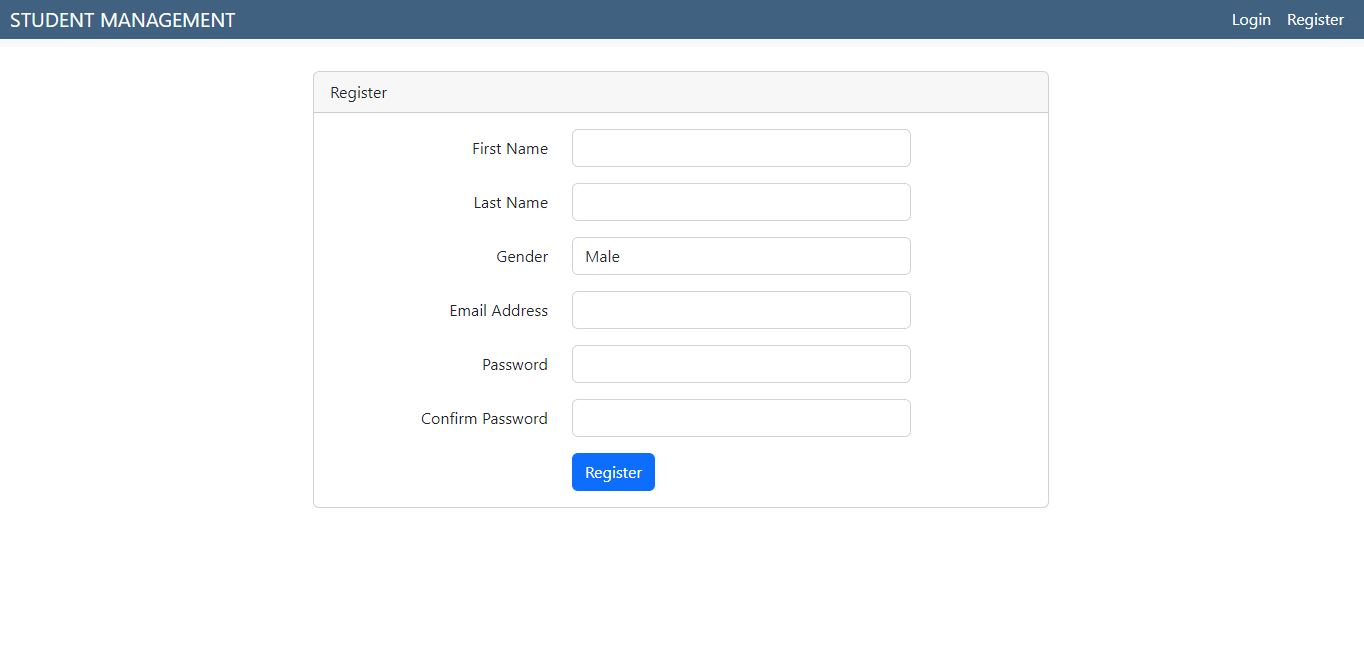 STUDENT MANAGEMENT Login Register
Register
First Name
Last Name
Gender Male
Email Address
Password
Confirm Password
Register